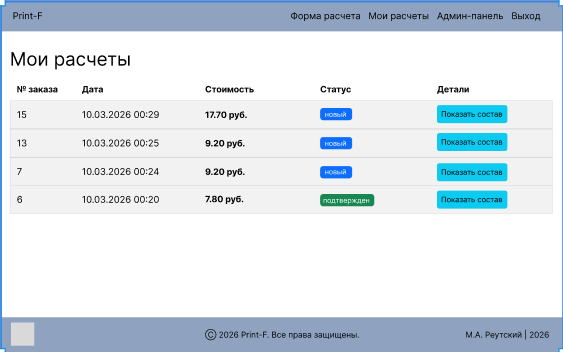 Print-F Форма расчета Мои расчеты Админ-панель Выход
Мои расчеты
№ заказа Дата Стоимость Статус Детали
15 10.03.2026 00:29 17.70 руб. новый Показать состав
13 10.03.2026 00:25 9.20 руб. новый Показать состав
7 10.03.2026 00:24 9.20 руб. новый Показать состав
6 10.03.2026 00:20 7.80 руб. подтвержден Показать состав
© 2026 Print-F. Все права защищены. М.А. Реутский | 2026